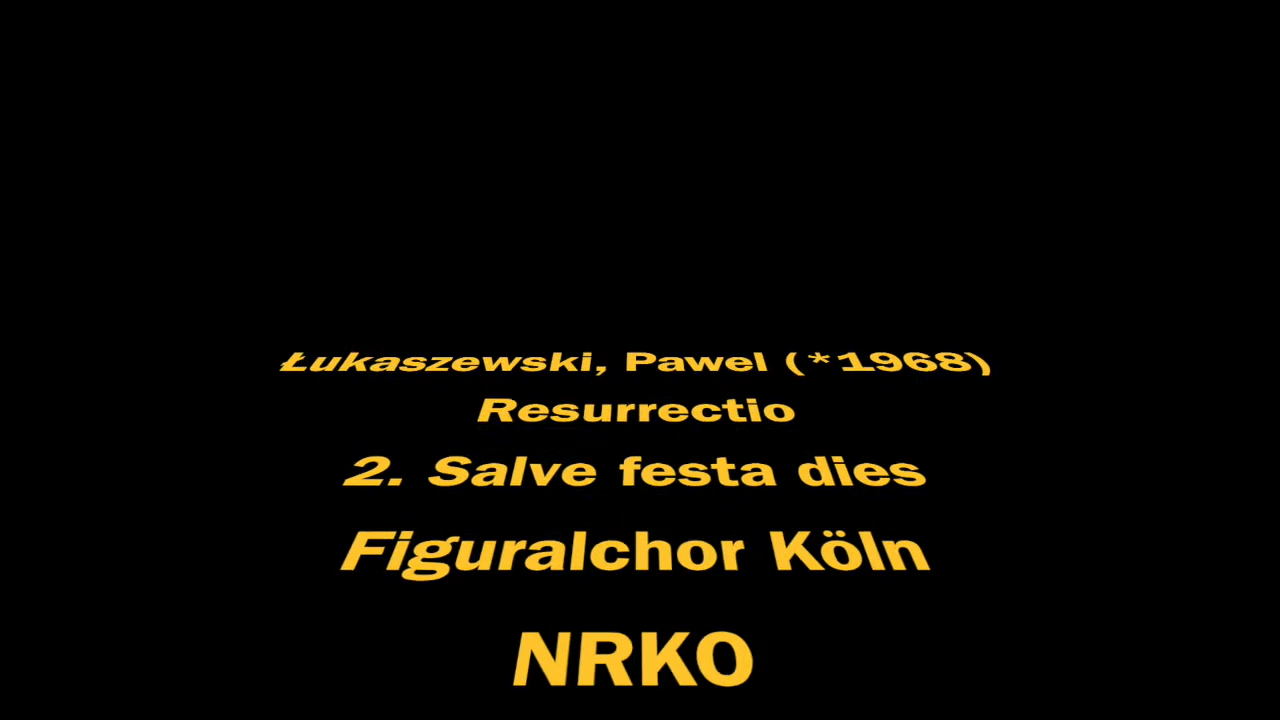 Łukaszewski, Pawel (*1968)
Resurrectio
2. Salve festa dies
Figuralchor Köln
NRKO